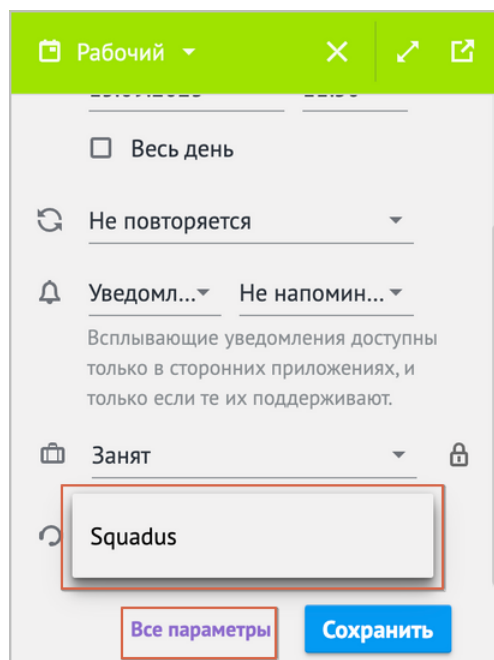 Рабочий
Весь день
Не повторяется
Уведомл... Не напомин...
Всплывающие уведомления доступны
только в сторонних приложениях, и
только если те их поддерживают.
Занят
Squadus
Все параметры Сохранить